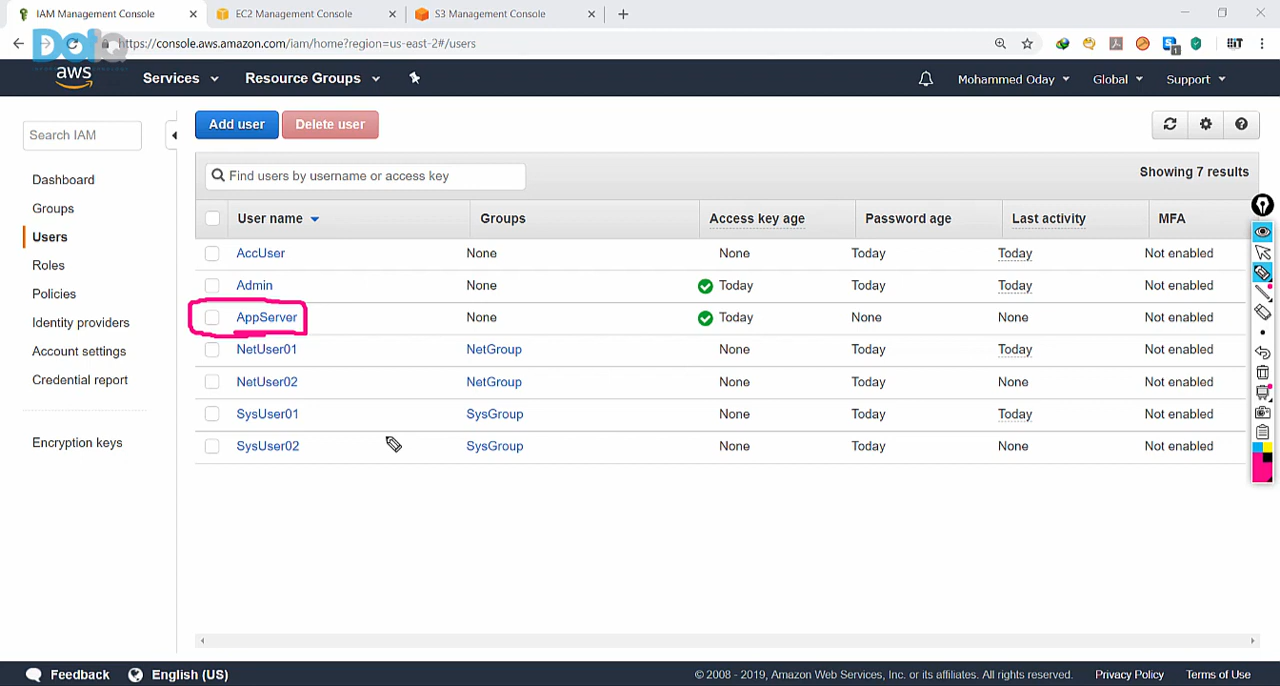 IAM Management Console
EC2 Management Console
S3 Management Console
https://console.aws.amazon.com/iam/home?region=us-east-2#/users
1
Data
aws
Services
Resource Groups
Mohammed Oday
Global
Support
Search IAM
Dashboard
Groups
Users
Roles
Policies
Identity providers
Account settings
Credential report
Encryption keys
Add user
Delete user
Find users by username or access key
Showing 7 results
User name Groups Access key age Password age Last activity MFA
AccUser None None Today Today Not enabled
Admin None Today Today Today Not enabled
AppServer None Today None None Not enabled
NetUser01 NetGroup None Today Today Not enabled
NetUser02 NetGroup None Today None Not enabled
SysUser01 SysGroup None Today Today Not enabled
SysUser02 SysGroup None Today None Not enabled
Feedback
English (US)
© 2008 - 2019, Amazon Web Services, Inc. or its affiliates. All rights reserved.
Privacy Policy
Terms of Use